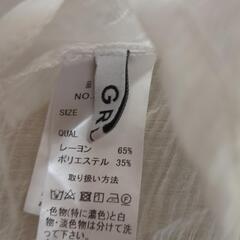 GRL
NO.
SIZE
QUAL
レーヨン 65%
ポリエステル 35%
取り扱い方法
色物(特に濃色)と白
物・淡色物は分けて洗
って下さい。